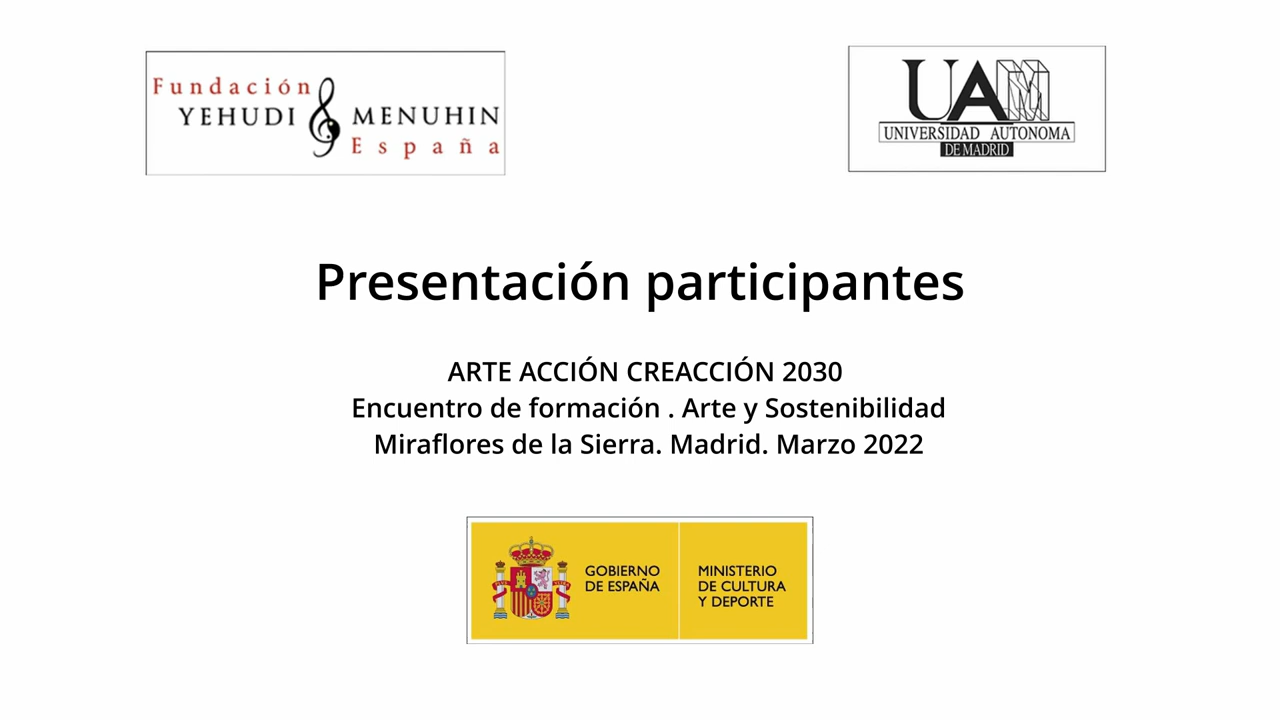 Fundación
YEHUDI MENUHIN
España
UAM
UNIVERSIDAD AUTONOMA
DE MADRID
Presentación participantes
ARTE ACCIÓN CREACCIÓN 2030
Encuentro de formación . Arte y Sostenibilidad
Miraflores de la Sierra. Madrid. Marzo 2022
GOBIERNO
DE ESPAÑA
MINISTERIO
DE CULTURA
Y DEPORTE